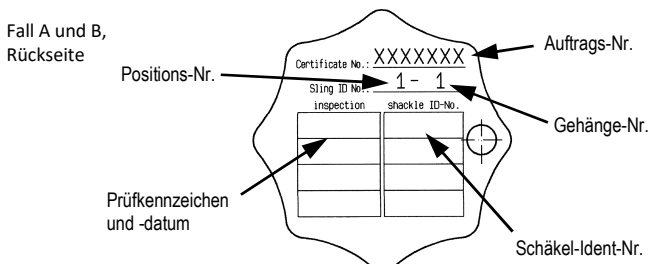 Fall A und B,
Rückseite
Auftrags-Nr.
Certificate No.: XXXXXXX
Positions-Nr.
Sling ID No.: 1- 1
inspection shackle ID-No.
Gehänge-Nr.
Prüfkennzeichen
und -datum
Schäkel-Ident-Nr.